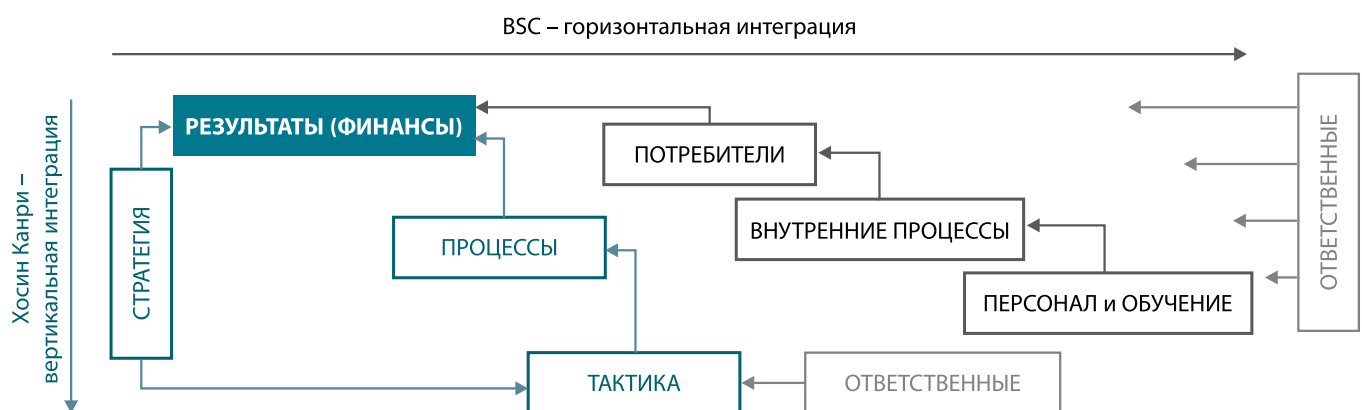 BSC – горизонтальная интеграция
Хосин Канри –
вертикальная интеграция
РЕЗУЛЬТАТЫ (ФИНАНСЫ)
ПОТРЕБИТЕЛИ
ОТВЕТСТВЕННЫЕ
СТРАТЕГИЯ
ПРОЦЕССЫ
ВНУТРЕННИЕ ПРОЦЕССЫ
ПЕРСОНАЛ и ОБУЧЕНИЕ
ТАКТИКА
ОТВЕТСТВЕННЫЕ